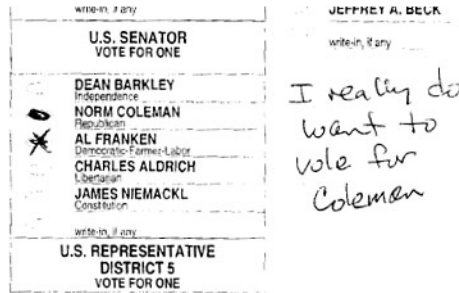 write-in, if any
U.S. SENATOR
VOTE FOR ONE
DEAN BARKLEY
Independence
NORM COLEMAN
Republican
AL FRANKEN
Democratic-Farmer-Labor
CHARLES ALDRICH
Libertarian
JAMES NIEMACKL
Constitution
write-in, if any
U.S. REPRESENTATIVE
DISTRICT 5
VOTE FOR ONE
JEFFREY A. BECK
write-in, if any
I really do
want to
vote for
Coleman